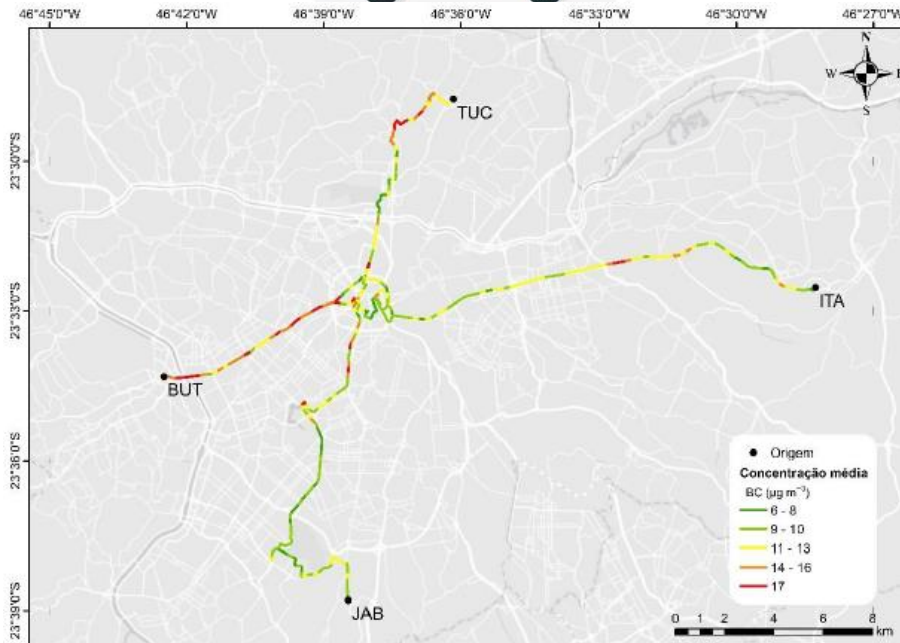 46°45'0"W 46°42'0"W 46°39'0"W 46°36'0"W 46°33'0"W 46°30'0"W 46°27'0"W
N
W E
S
TUC
23°30'0"S
ITA
23°33'0"S
BUT
23°36'0"S
Origem
Concentração média
BC (µg m⁻³)
6 - 8
9 - 10
11 - 13
14 - 16
17
JAB
23°39'0"S
0 1 2 4 6 8
km